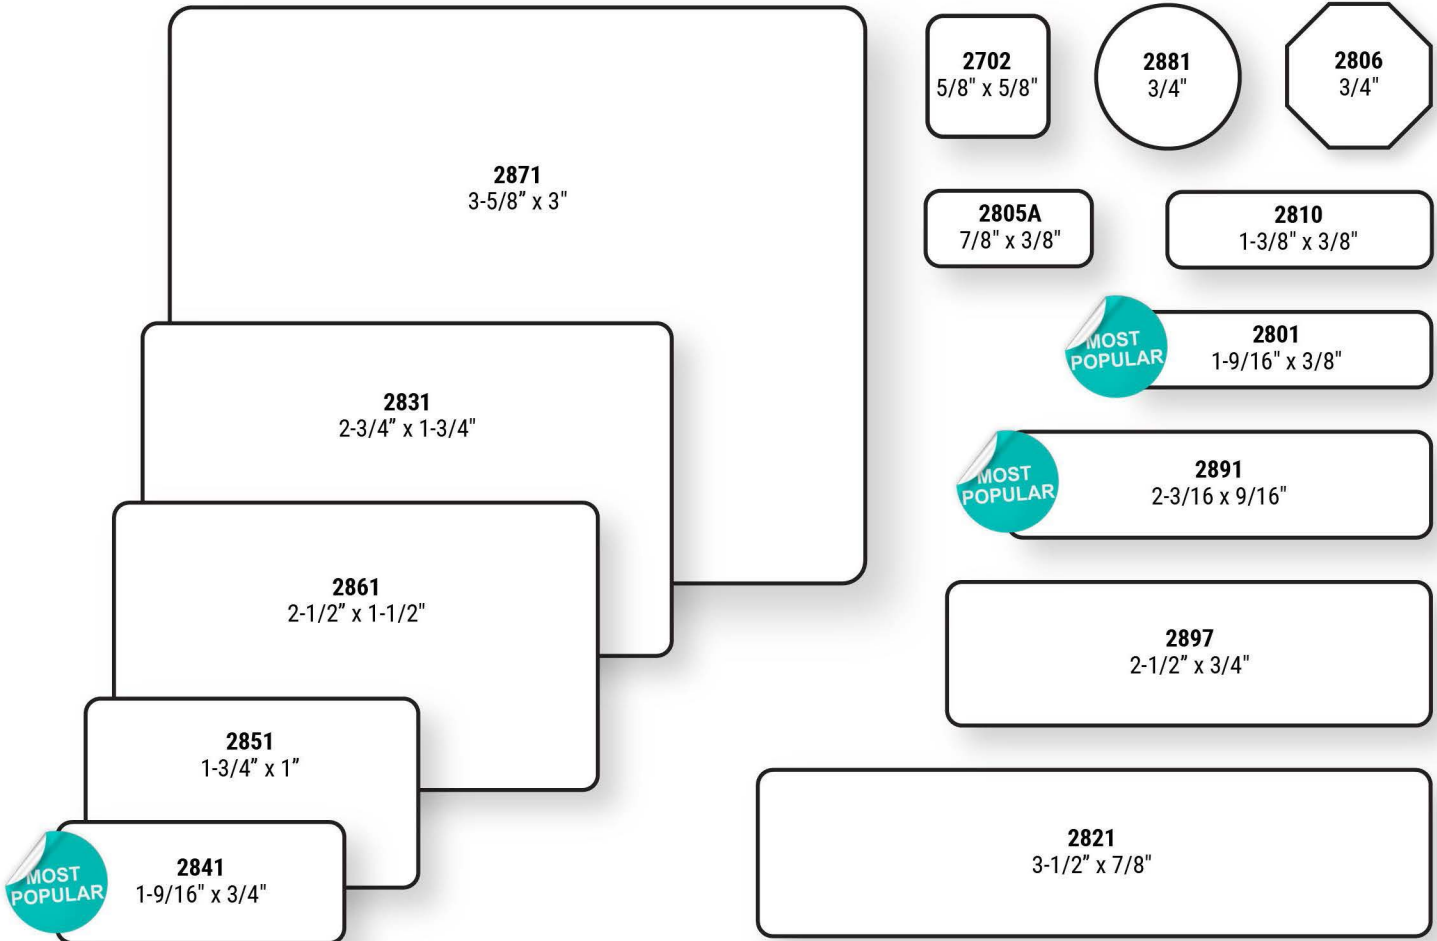 2871
3-5/8” x 3"
2831
2-3/4” x 1-3/4"
2861
2-1/2” x 1-1/2"
2851
1-3/4” x 1”
MOST
POPULAR
2841
1-9/16" x 3/4"
2702
5/8" x 5/8"
2881
3/4"
2806
3/4"
2805A
7/8" x 3/8"
2810
1-3/8" x 3/8"
MOST
POPULAR
2801
1-9/16" x 3/8"
MOST
POPULAR
2891
2-3/16 x 9/16"
2897
2-1/2” x 3/4"
2821
3-1/2” x 7/8"